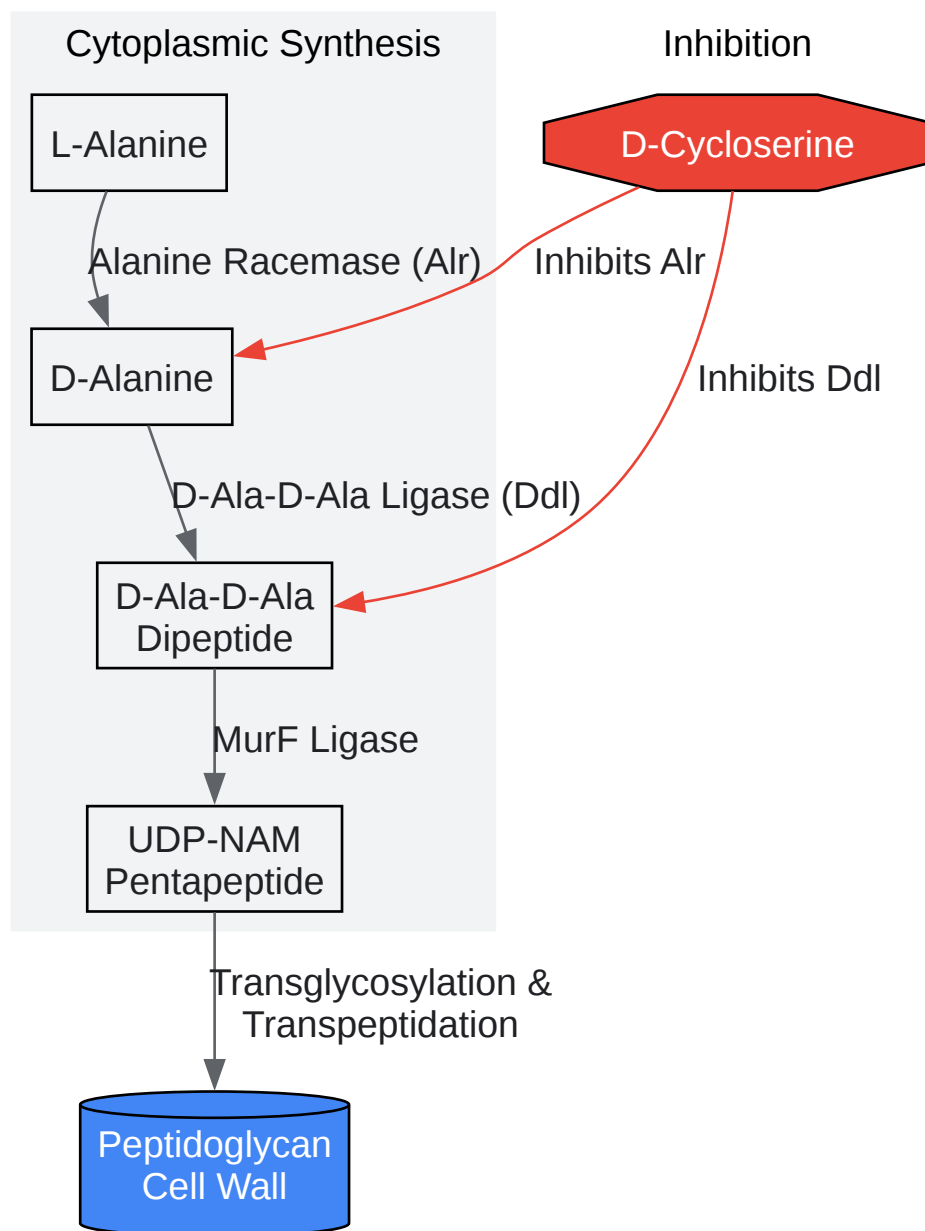 Cytoplasmic Synthesis
Inhibition
L-Alanine
D-Cycloserine
Alanine Racemase (Alr)
Inhibits Alr
D-Alanine
Inhibits Ddl
D-Ala-D-Ala Ligase (Ddl)
D-Ala-D-Ala
Dipeptide
MurF Ligase
UDP-NAM
Pentapeptide
Transglycosylation &
Transpeptidation
Peptidoglycan
Cell Wall